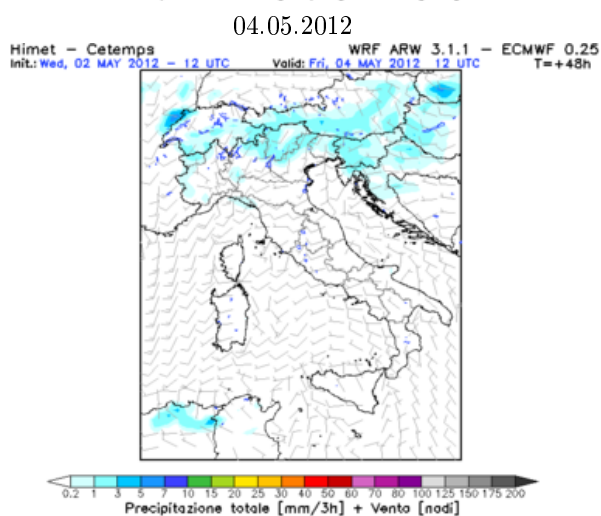 04.05.2012
Himet – Cetemps WRF ARW 3.1.1 – ECMWF 0.25
Init.: Wed, 02 MAY 2012 – 12 UTC Valid: Fri, 04 MAY 2012 12 UTC T=+48h
0.2 1 3 5 7 10 15 20 25 30 40 50 60 70 80 100 125 150 175 200
Precipitazione totale [mm/3h] + Vento [nodi]